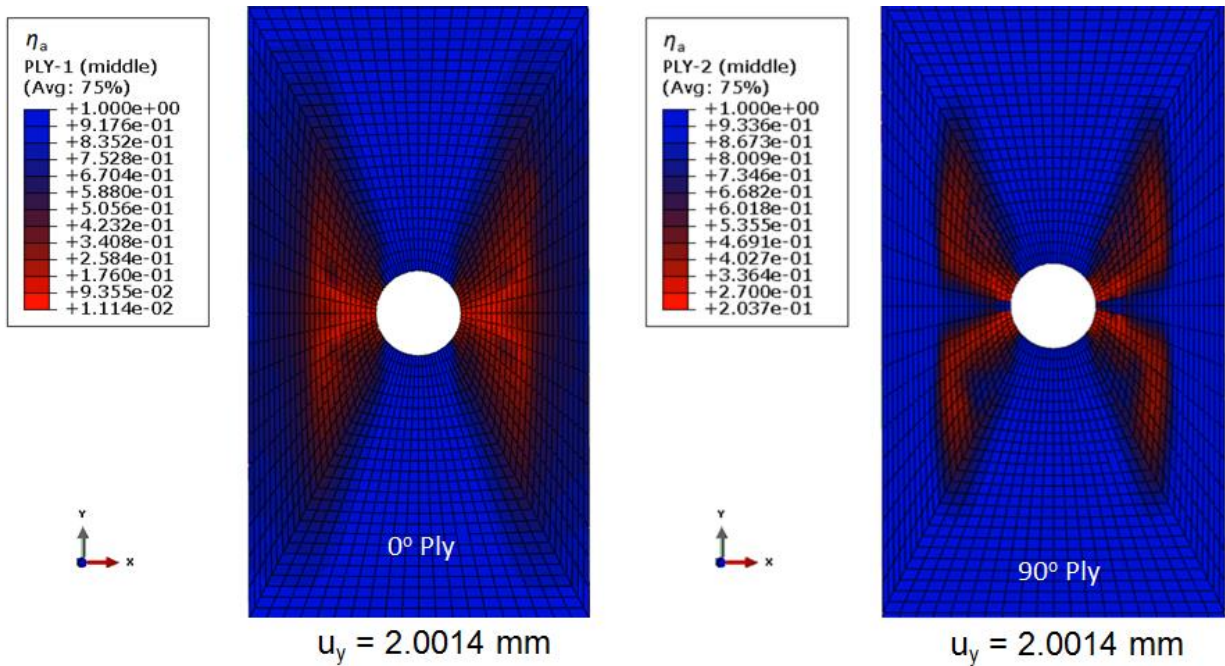 ηa
PLY-1 (middle)
(Avg: 75%)
+1.000e+00
+9.176e-01
+8.352e-01
+7.528e-01
+6.704e-01
+5.880e-01
+5.056e-01
+4.232e-01
+3.408e-01
+2.584e-01
+1.760e-01
+9.355e-02
+1.114e-02
Y
X
0º Ply
uy = 2.0014 mm
ηa
PLY-2 (middle)
(Avg: 75%)
+1.000e+00
+9.336e-01
+8.673e-01
+8.009e-01
+7.346e-01
+6.682e-01
+6.018e-01
+5.355e-01
+4.691e-01
+4.027e-01
+3.364e-01
+2.700e-01
+2.037e-01
Y
X
90º Ply
uy = 2.0014 mm